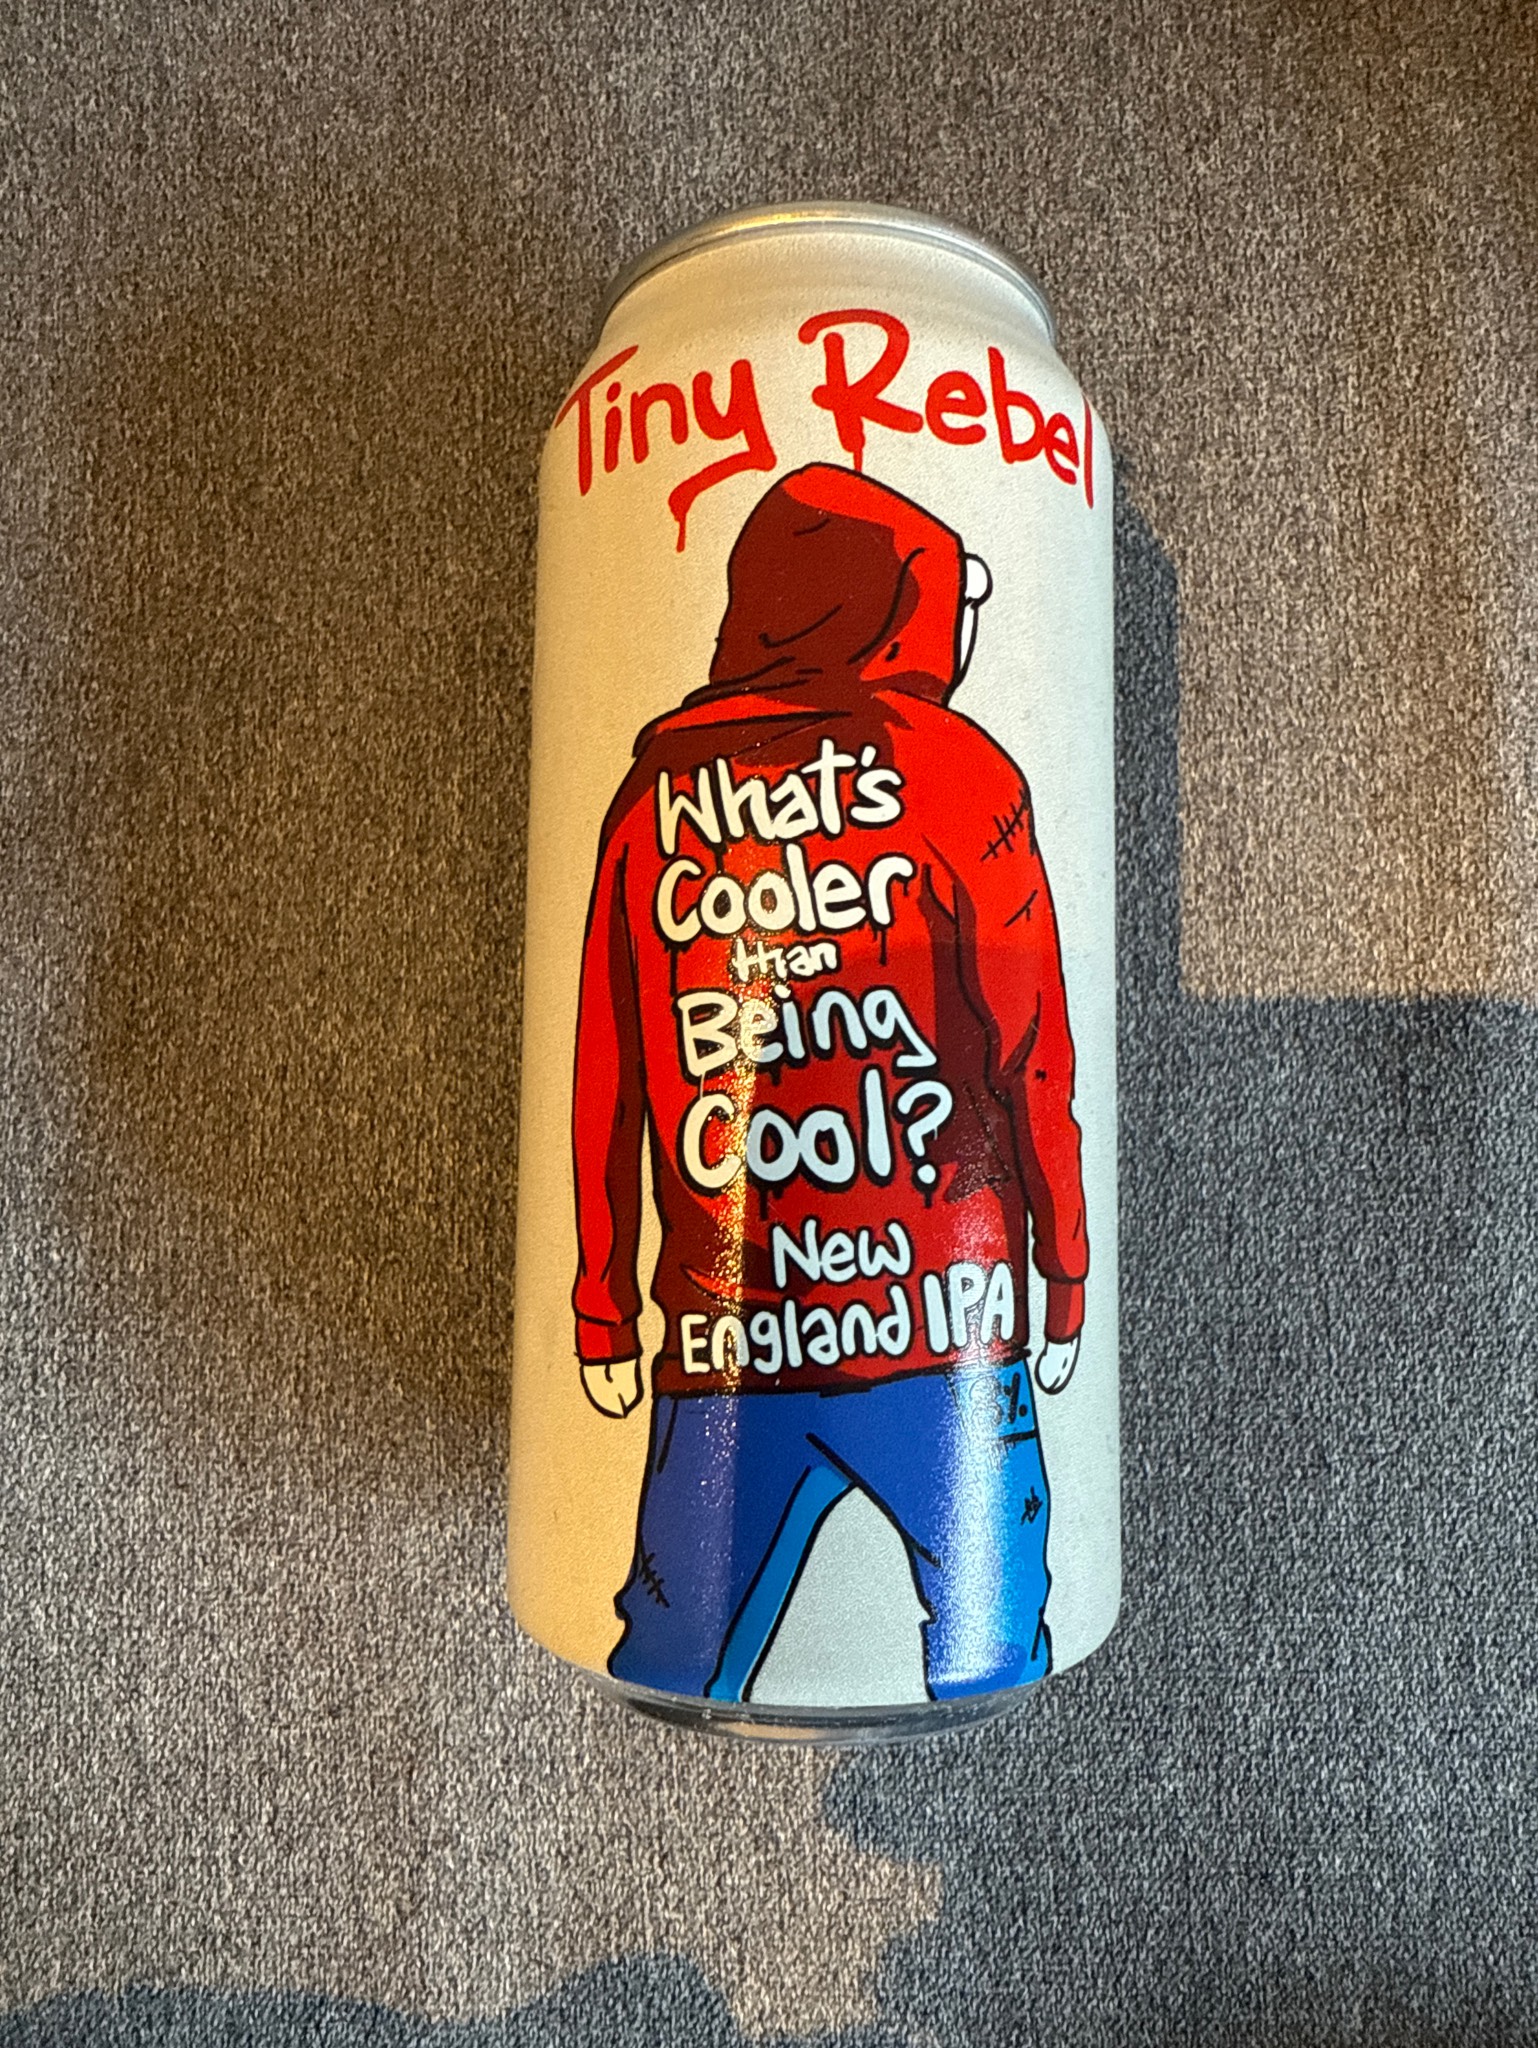 Tiny Rebel
What's
Cooler
than
Being
Cool?
New
England IPA